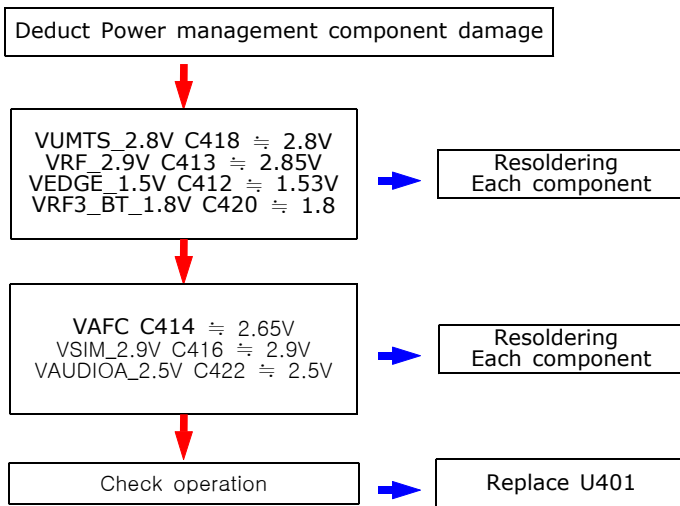 Deduct Power management component damage
VUMTS_2.8V C418 ≒ 2.8V
VRF_2.9V C413 ≒ 2.85V
VEDGE_1.5V C412 ≒ 1.53V
VRF3_BT_1.8V C420 ≒ 1.8
Resoldering
Each component
VAFC C414 ≒ 2.65V
VSIM_2.9V C416 ≒ 2.9V
VAUDIOA_2.5V C422 ≒ 2.5V
Resoldering
Each component
Check operation
Replace U401